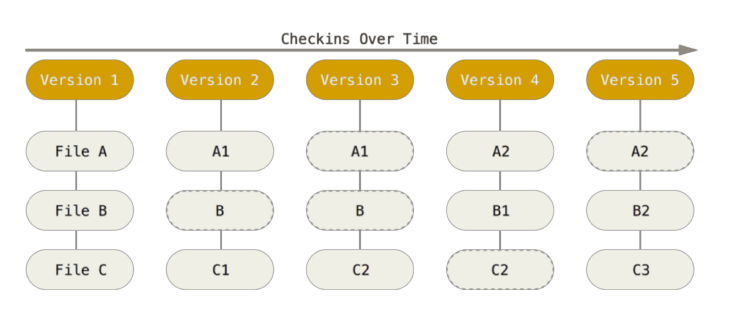 Checkins Over Time
Version 1 Version 2 Version 3 Version 4 Version 5
File A A1 A1 A2 A2
File B B B B1 B2
File C C1 C2 C2 C3